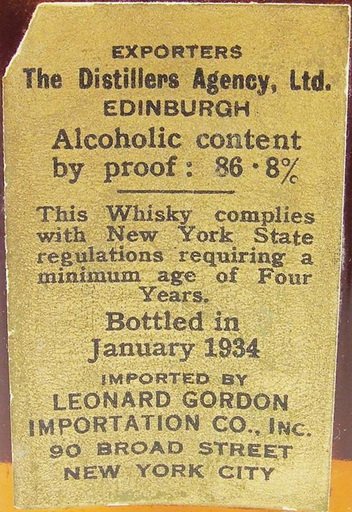 EXPORTERS
The Distillers Agency, Ltd.
EDINBURGH
Alcoholic content
by proof: 86·8%
This Whisky complies
with New York State
regulations requiring a
minimum age of Four
Years.
Bottled in
January 1934
IMPORTED BY
LEONARD GORDON
IMPORTATION CO., INC.
90 BROAD STREET
NEW YORK CITY